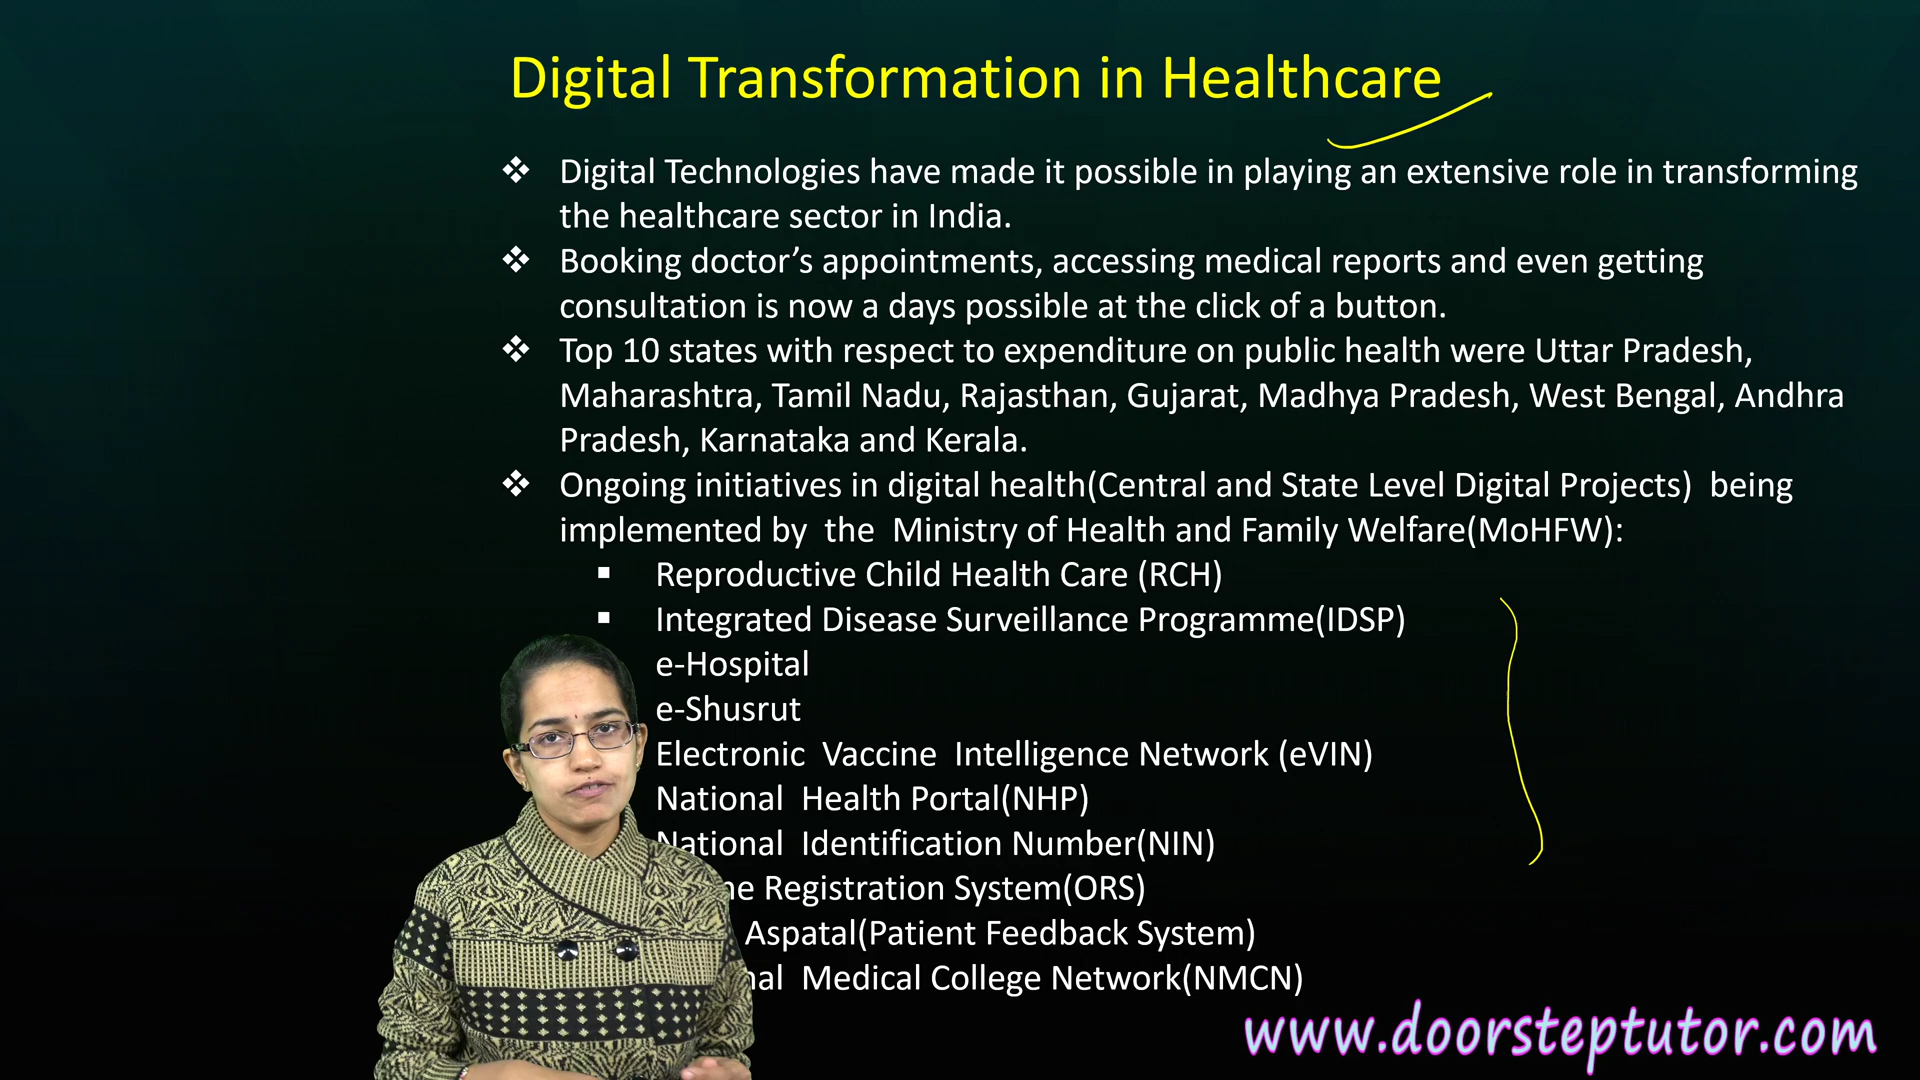 Digital Transformation in Healthcare
Digital Technologies have made it possible in playing an extensive role in transforming
the healthcare sector in India.
Booking doctor’s appointments, accessing medical reports and even getting
consultation is now a days possible at the click of a button.
Top 10 states with respect to expenditure on public health were Uttar Pradesh,
Maharashtra, Tamil Nadu, Rajasthan, Gujarat, Madhya Pradesh, West Bengal, Andhra
Pradesh, Karnataka and Kerala.
Ongoing initiatives in digital health(Central and State Level Digital Projects) being
implemented by the Ministry of Health and Family Welfare(MoHFW):
Reproductive Child Health Care (RCH)
Integrated Disease Surveillance Programme(IDSP)
e-Hospital
e-Shusrut
Electronic Vaccine Intelligence Network (eVIN)
National Health Portal(NHP)
National Identification Number(NIN)
Registration System(ORS)
Aspatal(Patient Feedback System)
Medical College Network(NMCN)
www.doorsteptutor.com